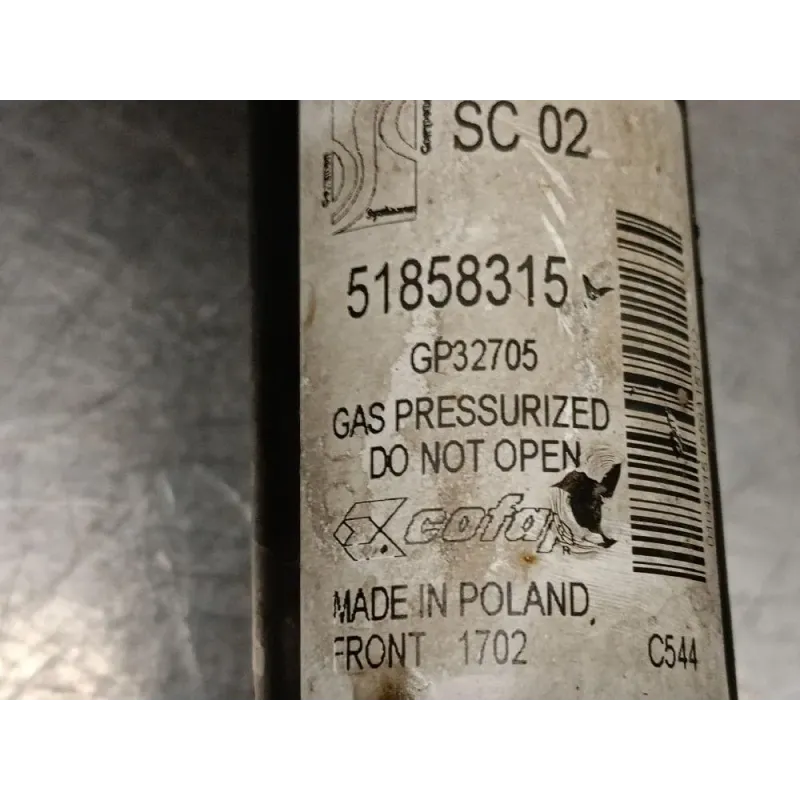 SC 02
51858315
GP32705
GAS PRESSURIZED
DO NOT OPEN
cofap
MADE IN POLAND
FRONT 1702
C544